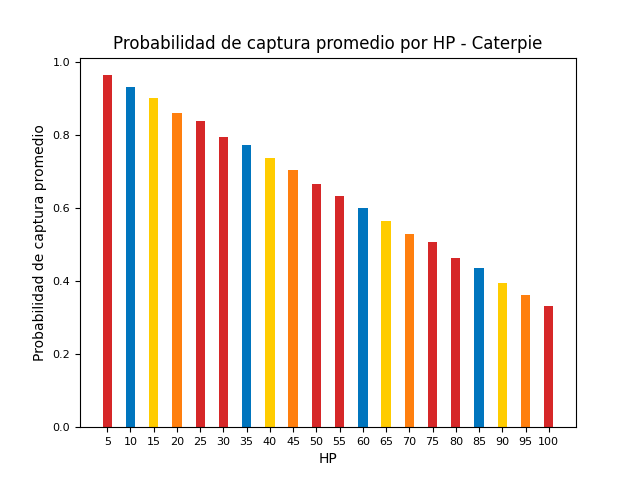 Probabilidad de captura promedio por HP - Caterpie
Probabilidad de captura promedio
1.0
0.8
0.6
0.4
0.2
0.0
5 10 15 20 25 30 35 40 45 50 55 60 65 70 75 80 85 90 95 100
HP